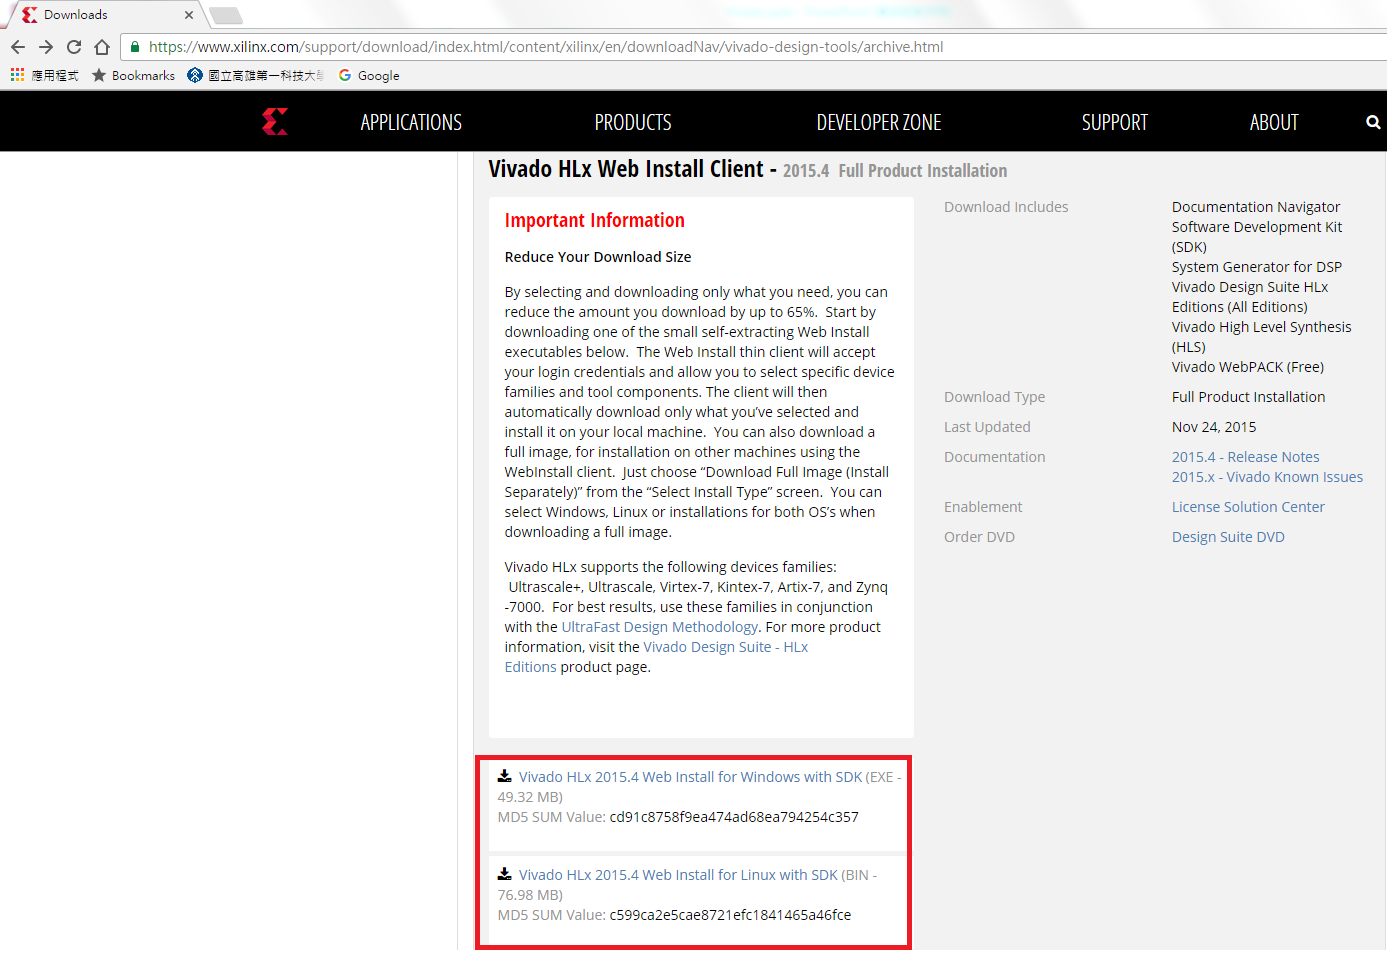 Downloads
https://www.xilinx.com/support/download/index.html/content/xilinx/en/downloadNav/vivado-design-tools/archive.html
應用程式 Bookmarks 國立高雄第一科技大學 Google
APPLICATIONS PRODUCTS DEVELOPER ZONE SUPPORT ABOUT
Vivado HLx Web Install Client - 2015.4 Full Product Installation
Important Information
Reduce Your Download Size
By selecting and downloading only what you need, you can
reduce the amount you download by up to 65%. Start by
downloading one of the small self-extracting Web Install
executables below. The Web Install thin client will accept
your login credentials and allow you to select specific device
families and tool components. The client will then
automatically download only what you’ve selected and
install it on your local machine. You can also download a
full image, for installation on other machines using the
WebInstall client. Just choose “Download Full Image (Install
Separately)” from the “Select Install Type” screen. You can
select Windows, Linux or installations for both OS’s when
downloading a full image.
Vivado HLx supports the following devices families:
Ultrascale+, Ultrascale, Virtex-7, Kintex-7, Artix-7, and Zynq
-7000. For best results, use these families in conjunction
with the UltraFast Design Methodology. For more product
information, visit the Vivado Design Suite - HLx
Editions product page.
Vivado HLx 2015.4 Web Install for Windows with SDK (EXE -
49.32 MB)
MD5 SUM Value: cd91c8758f9ea474ad68ea794254c357
Vivado HLx 2015.4 Web Install for Linux with SDK (BIN -
76.98 MB)
MD5 SUM Value: c599ca2e5cae8721efc1841465a46fce
Download Includes Documentation Navigator
Software Development Kit
(SDK)
System Generator for DSP
Vivado Design Suite HLx
Editions (All Editions)
Vivado High Level Synthesis
(HLS)
Vivado WebPACK (Free)
Download Type Full Product Installation
Last Updated Nov 24, 2015
Documentation 2015.4 - Release Notes
2015.x - Vivado Known Issues
Enablement License Solution Center
Order DVD Design Suite DVD